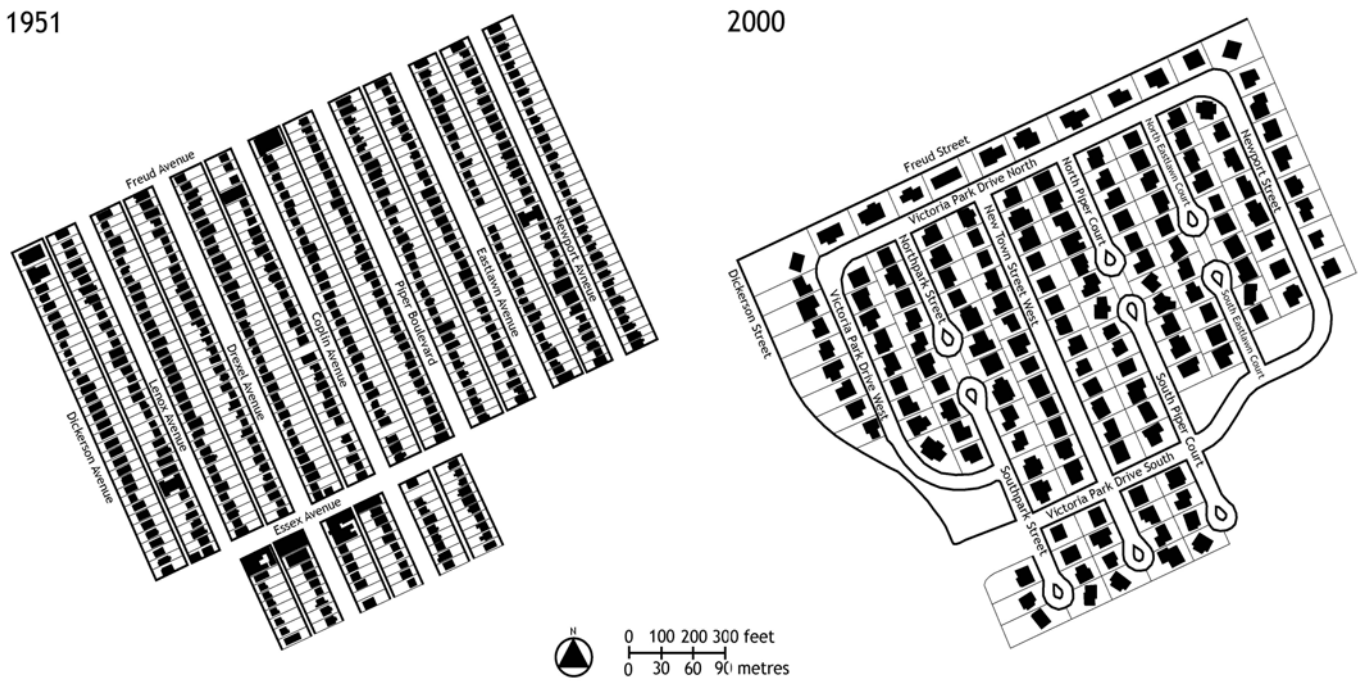 1951
2000
Freud Avenue
Dickerson Avenue
Lenox Avenue
Drexel Avenue
Coplin Avenue
Piper Boulevard
Eastlawn Avenue
Newport Avneue
Essex Avenue
Freud Street
Victoria Park Drive North
Dickerson Street
Victoria Park Drive West
Northpark Street
New Town Street West
North Piper Court
North Eastlawn Court
Newport Street
South Eastlawn Court
South Piper Court
Victoria Park Drive South
Southpark Street
N
0 100 200 300 feet
0 30 60 90 metres